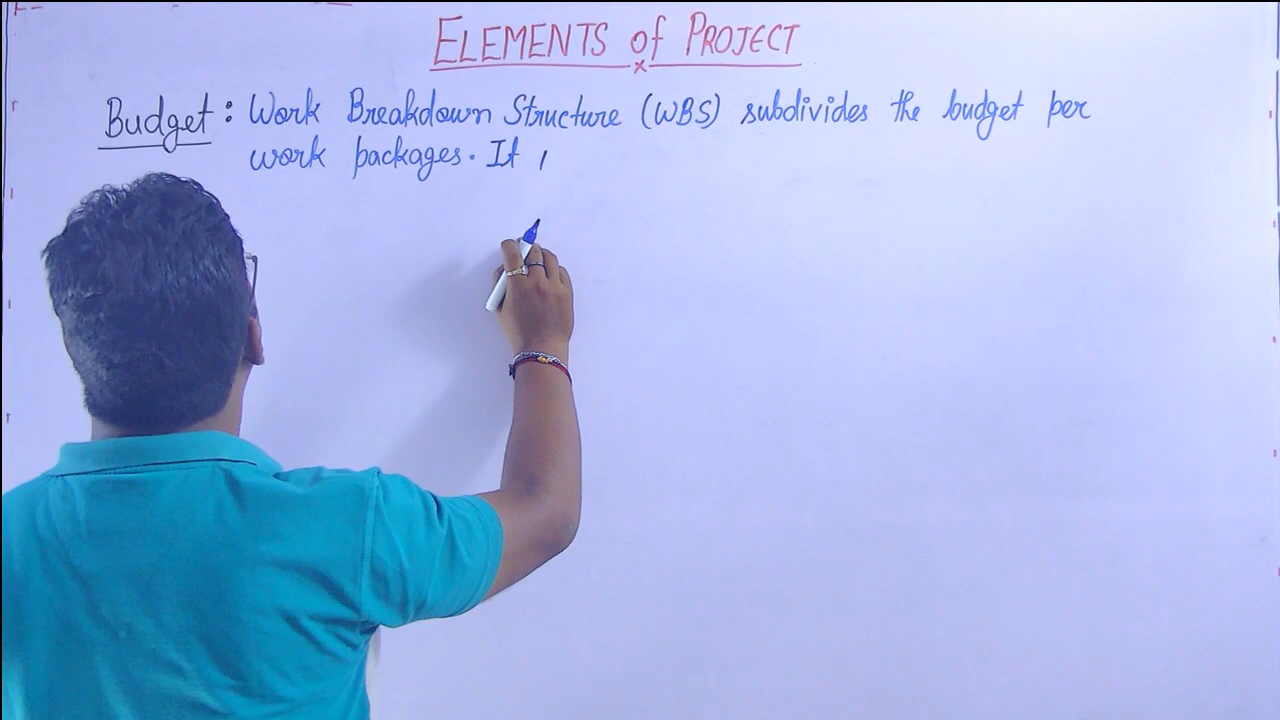 ELEMENTS of PROJECT
Budget : Work Breakdown Structure (WBS) subdivides the budget per
work packages. It